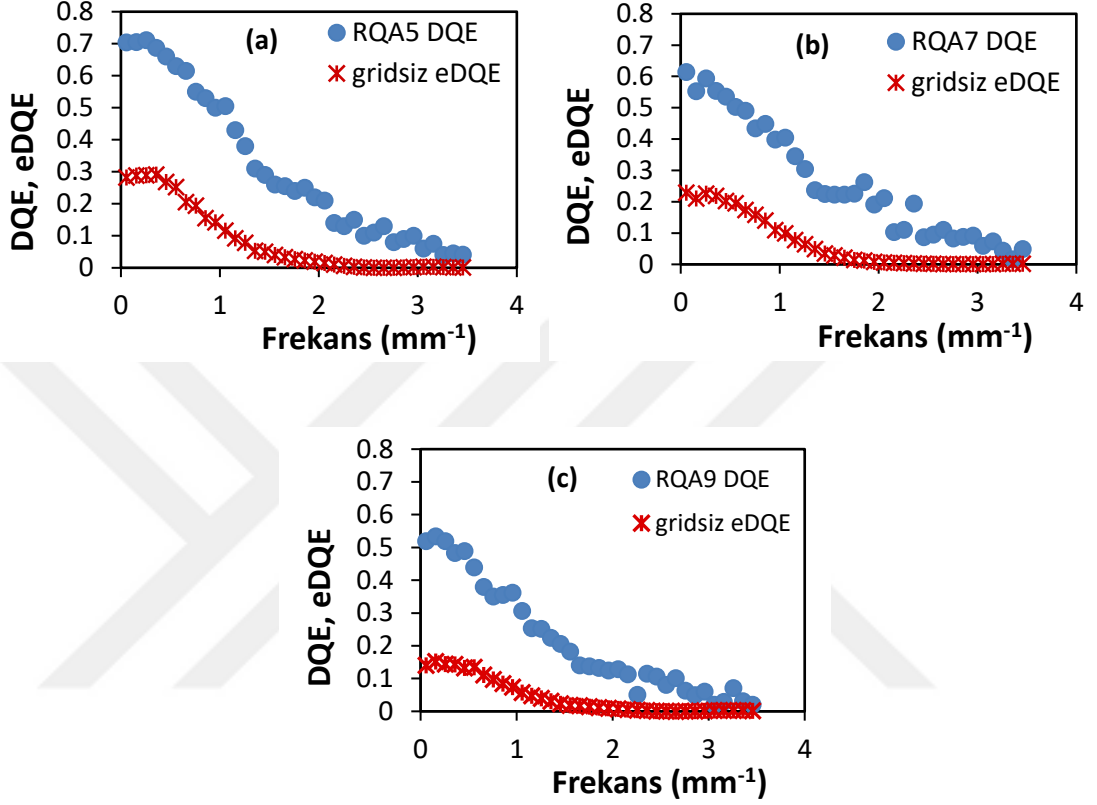 (a)
RQA5 DQE
gridsiz eDQE
DQE, eDQE
0.8
0.7
0.6
0.5
0.4
0.3
0.2
0.1
0
0 1 2 3 4
Frekans (mm⁻¹)
(b)
RQA7 DQE
gridsiz eDQE
DQE, eDQE
0.8
0.7
0.6
0.5
0.4
0.3
0.2
0.1
0
0 1 2 3 4
Frekans (mm⁻¹)
(c)
RQA9 DQE
gridsiz eDQE
DQE, eDQE
0.8
0.7
0.6
0.5
0.4
0.3
0.2
0.1
0
0 1 2 3 4
Frekans (mm⁻¹)